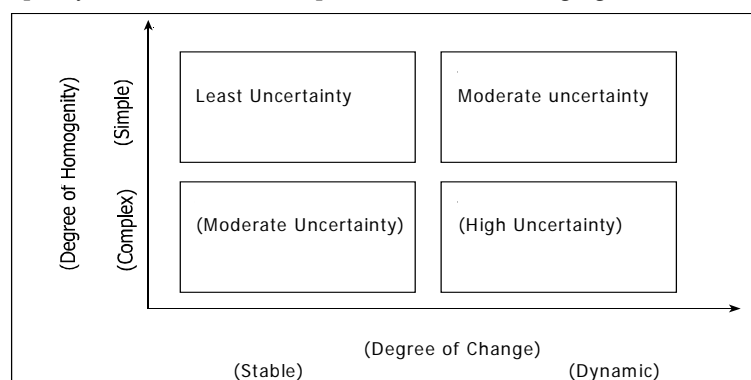 Least Uncertainty
Moderate uncertainty
(Degree of Homogenity)
(Simple)
(Complex)
(Moderate Uncertainty)
(High Uncertainty)
(Degree of Change)
(Stable)
(Dynamic)